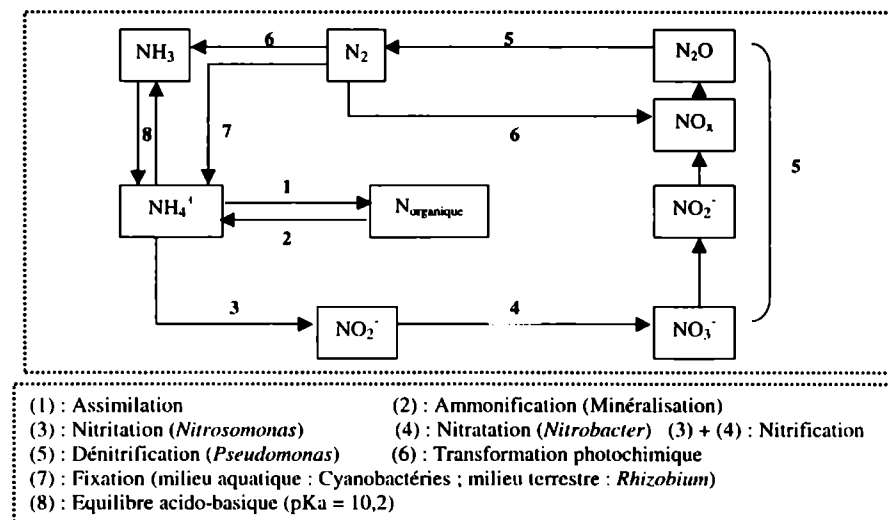 NH₃ 6 N₂ 5 N₂O
NOₓ
8 7 6 5
1
NH₄⁺ N organique NO₂⁻
2
3 4
NO₂⁻ NO₃⁻
(1) : Assimilation (2) : Ammonification (Minéralisation)
(3) : Nitritation (Nitrosomonas) (4) : Nitratation (Nitrobacter) (3) + (4) : Nitrification
(5) : Dénitrification (Pseudomonas) (6) : Transformation photochimique
(7) : Fixation (milieu aquatique : Cyanobactéries ; milieu terrestre : Rhizobium)
(8) : Equilibre acido-basique (pKa = 10,2)